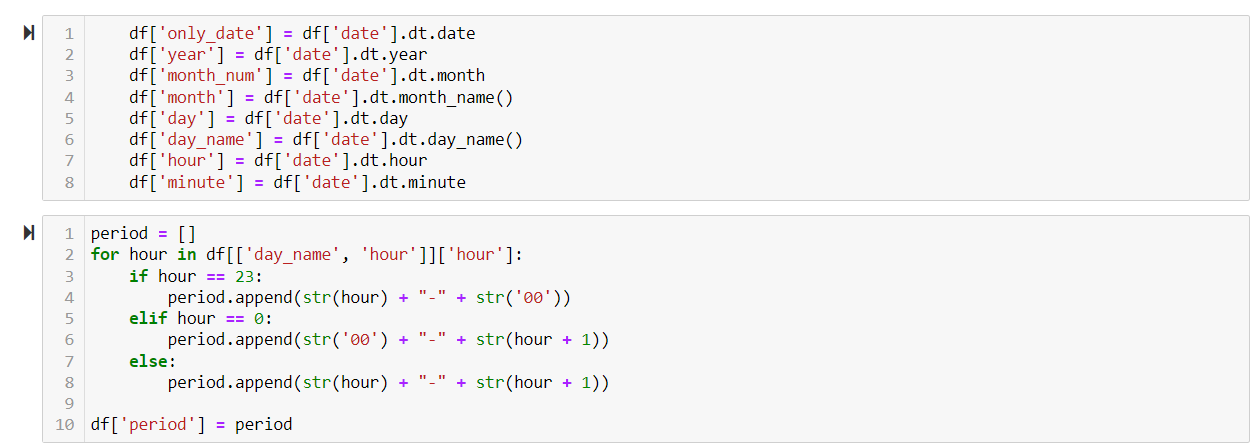 1     df['only_date'] = df['date'].dt.date
2     df['year'] = df['date'].dt.year
3     df['month_num'] = df['date'].dt.month
4     df['month'] = df['date'].dt.month_name()
5     df['day'] = df['date'].dt.day
6     df['day_name'] = df['date'].dt.day_name()
7     df['hour'] = df['date'].dt.hour
8     df['minute'] = df['date'].dt.minute
1 period = []
2 for hour in df[['day_name', 'hour']]['hour']:
3     if hour == 23:
4         period.append(str(hour) + "-" + str('00'))
5     elif hour == 0:
6         period.append(str('00') + "-" + str(hour + 1))
7     else:
8         period.append(str(hour) + "-" + str(hour + 1))
9
10 df['period'] = period